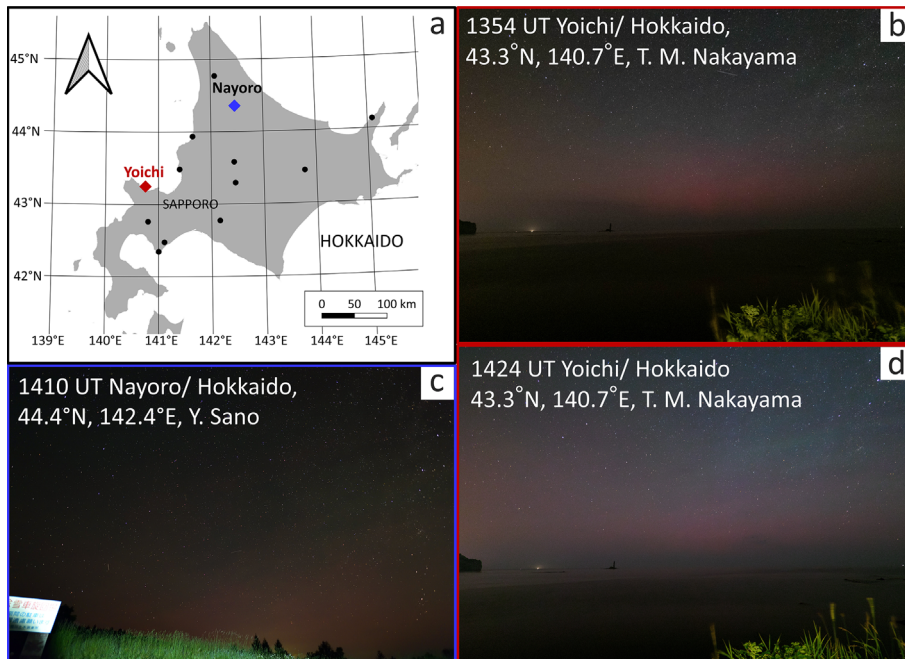 a
45°N
44°N
43°N
42°N
139°E
140°E
141°E
142°E
143°E
144°E
145°E
Nayoro
Yoichi
SAPPORO
HOKKAIDO
0 50 100 km
b
1354 UT Yoichi/ Hokkaido,
43.3°N, 140.7°E, T. M. Nakayama
c
1410 UT Nayoro/ Hokkaido,
44.4°N, 142.4°E, Y. Sano
d
1424 UT Yoichi/ Hokkaido
43.3°N, 140.7°E, T. M. Nakayama